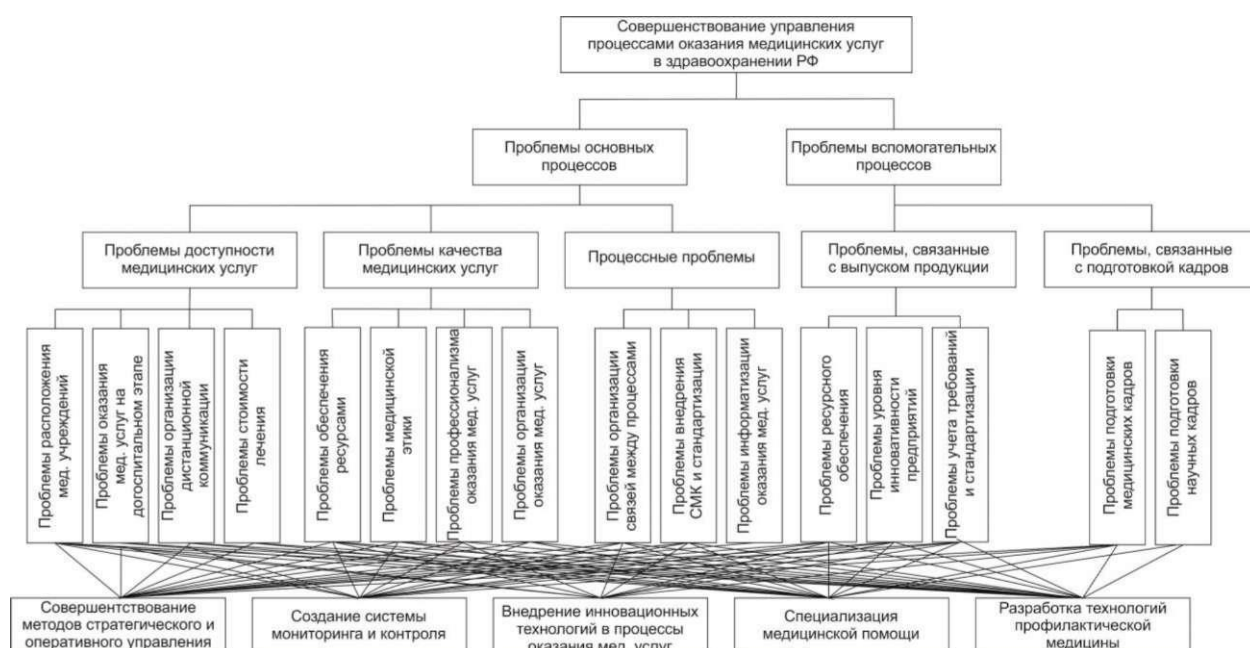 Совершенствование управления
процессами оказания медицинских услуг
в здравоохранении РФ
Проблемы основных
процессов
Проблемы вспомогательных
процессов
Проблемы доступности
медицинских услуг
Проблемы качества
медицинских услуг
Процессные проблемы
Проблемы, связанные
с выпуском продукции
Проблемы, связанные
с подготовкой кадров
Проблемы расположения
мед. учреждений
Проблемы оказания
мед. услуг на
догоспитальном этапе
Проблемы организации
дистанционной
коммуникации
Проблемы стоимости
лечения
Проблемы обеспечения
ресурсами
Проблемы медицинской
этики
Проблемы профессионализма
оказания мед. услуг
Проблемы организации
оказания мед. услуг
Проблемы организации
связей между процессами
Проблемы внедрения
СМК и стандартизации
Проблемы информатизации
оказания мед. услуг
Проблемы ресурсного
обеспечения
Проблемы уровня
инновативности
предприятий
Проблемы учета требований
и стандартизации
Проблемы подготовки
медицинских кадров
Проблемы подготовки
научных кадров
Совершентствование
методов стратегического и
оперативного управления
Создание системы
мониторинга и контроля
Внедрение инновационных
технологий в процессы
оказания мед. услуг
Специализация
медицинской помощи
Разработка технологий
профилактической
медицины